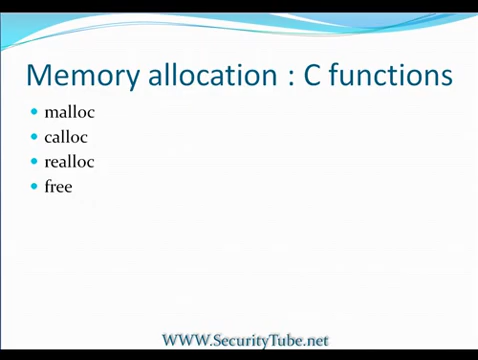 Memory allocation : C functions
malloc
calloc
realloc
free
WWW.SecurityTube.net